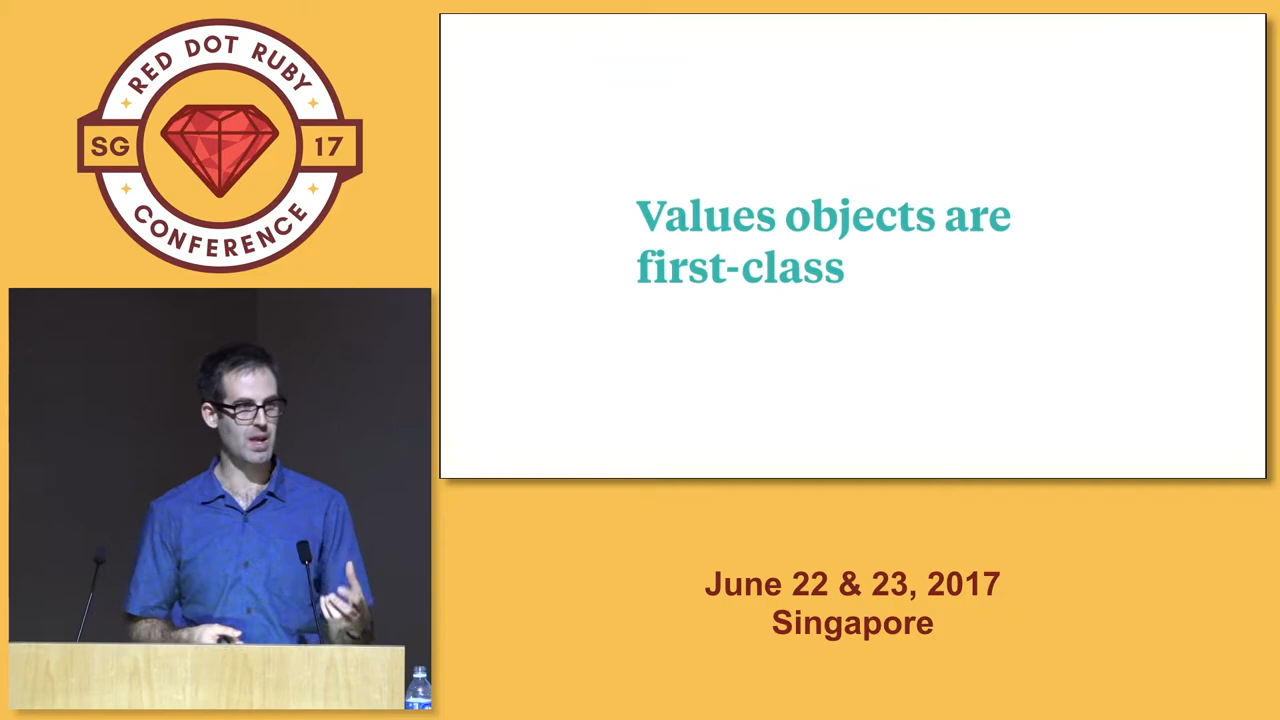 RED DOT RUBY
SG 17
CONFERENCE
Values objects are
first-class
June 22 & 23, 2017
Singapore